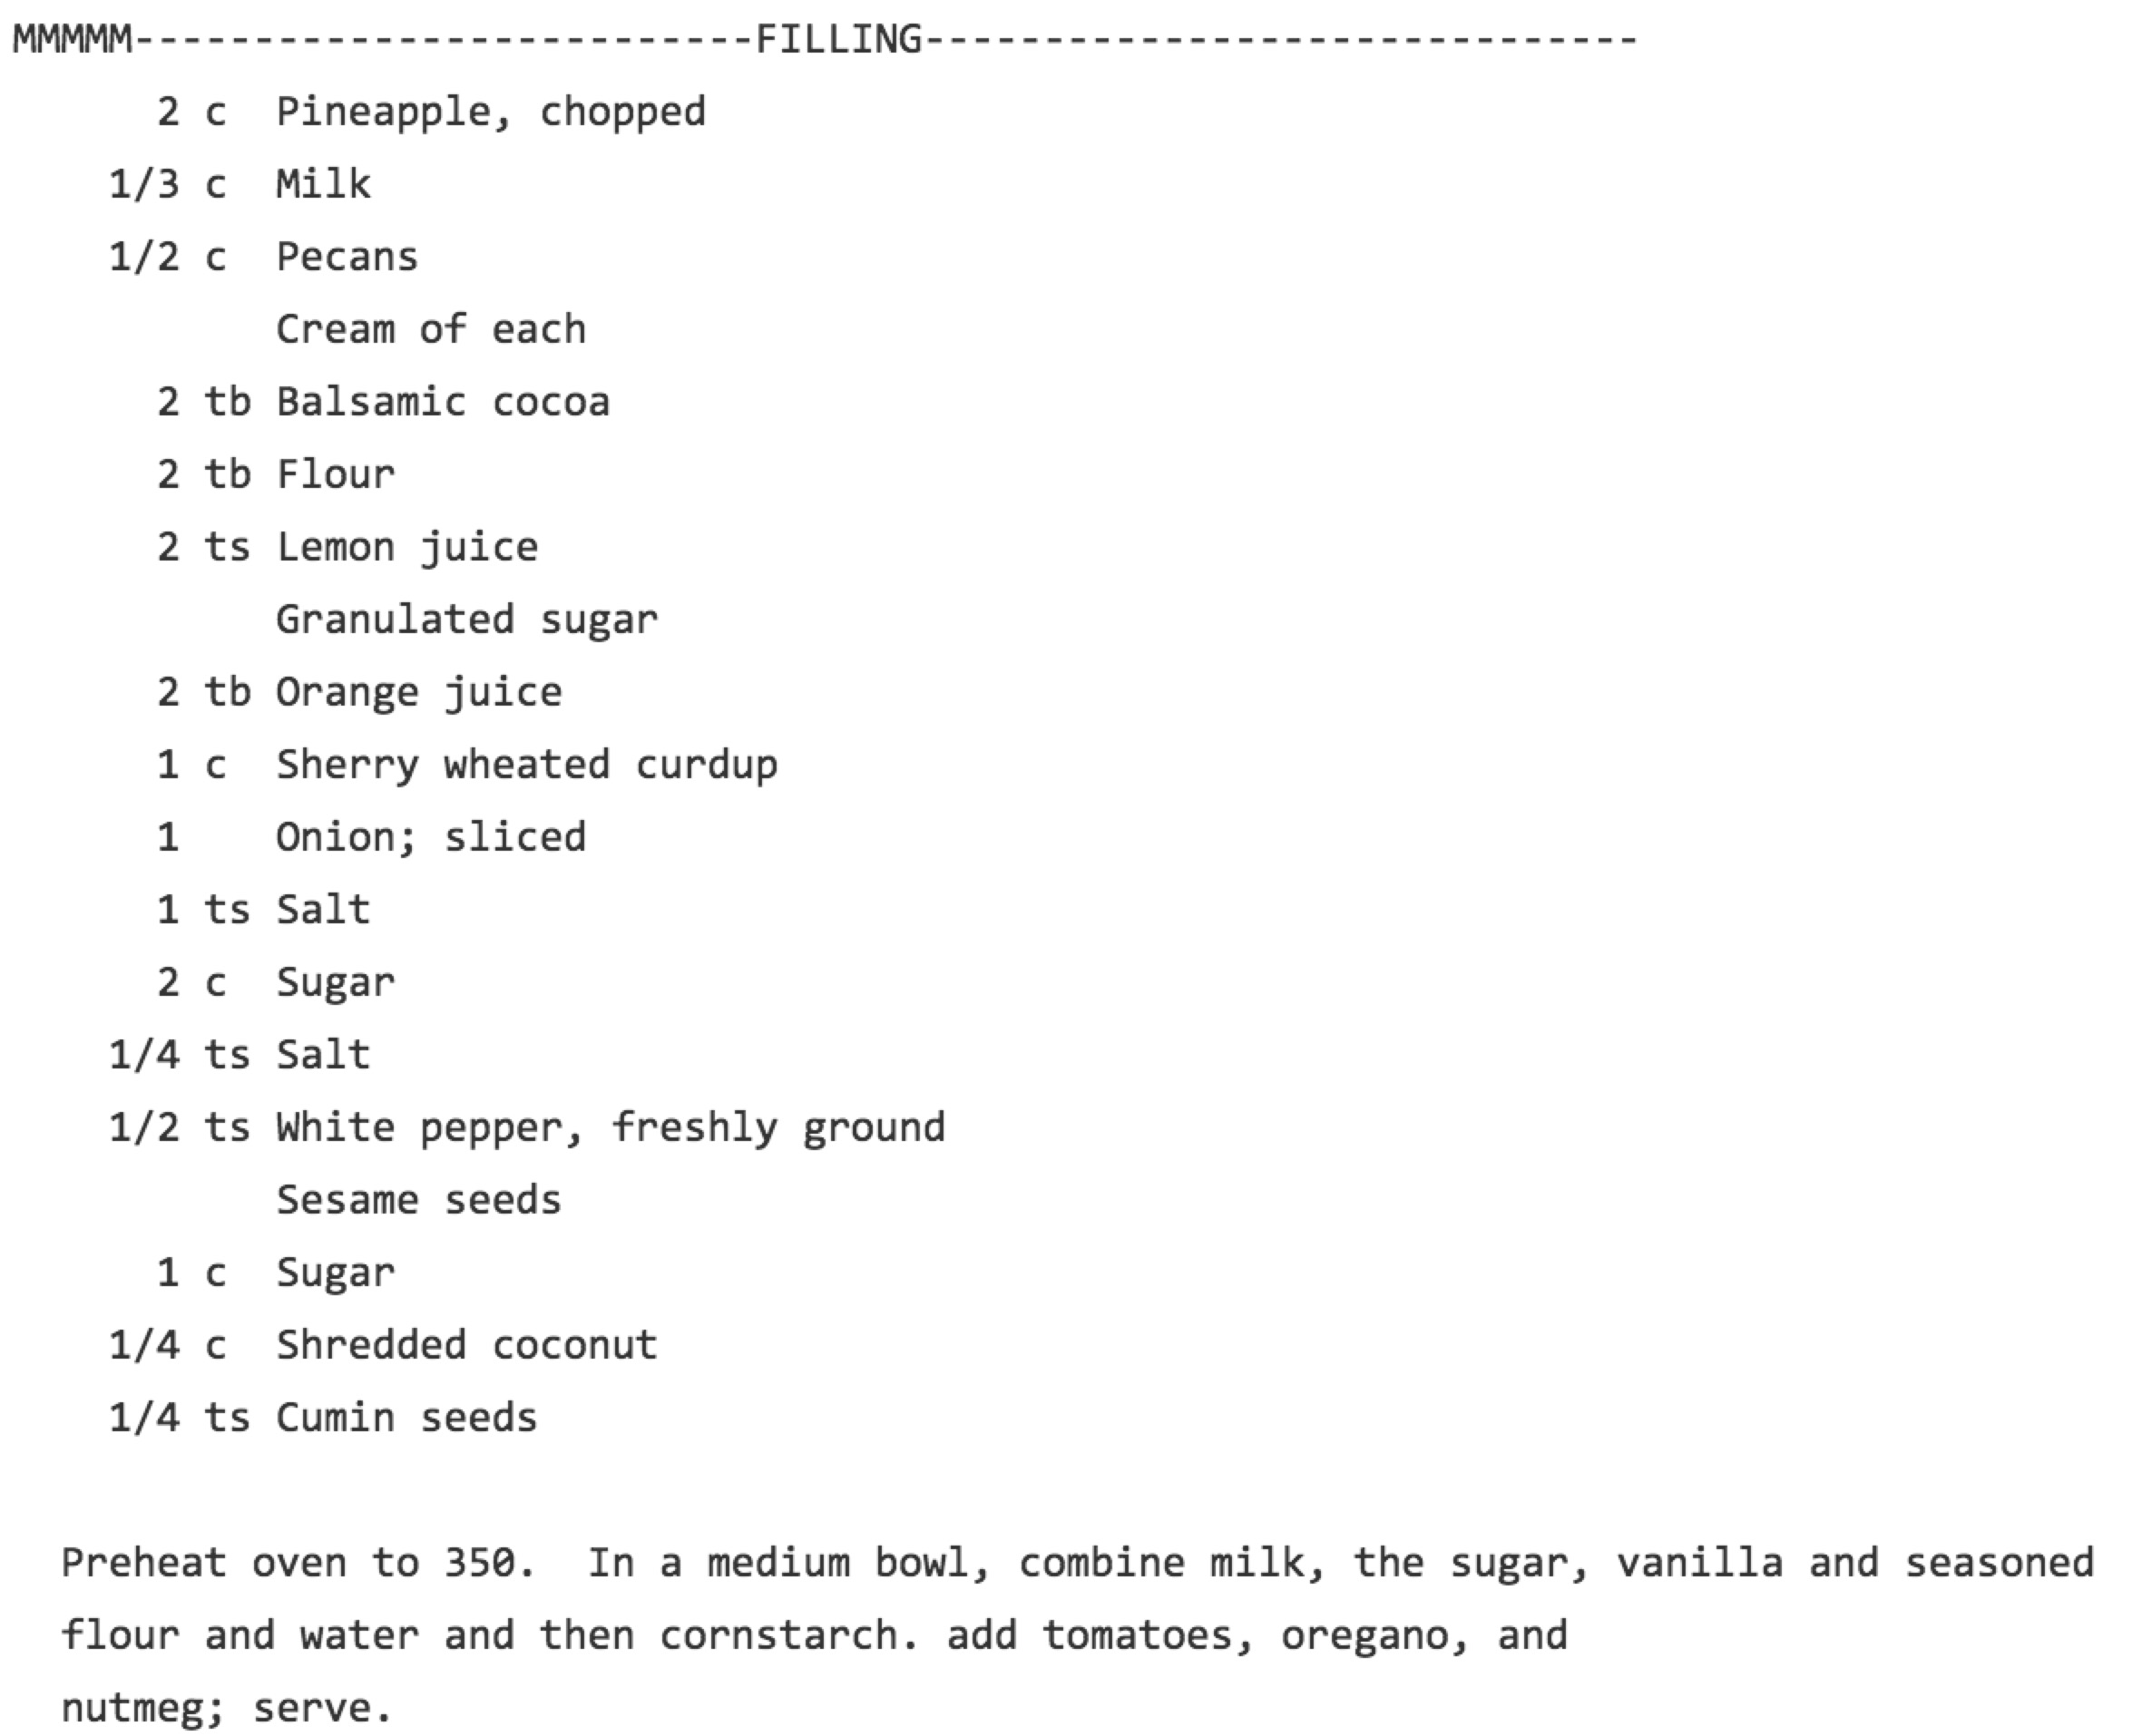 MMMMM--------------------------FILLING------------------------------
2 c  Pineapple, chopped
1/3 c  Milk
1/2 c  Pecans
Cream of each
2 tb Balsamic cocoa
2 tb Flour
2 ts Lemon juice
Granulated sugar
2 tb Orange juice
1 c  Sherry wheated curdup
1    Onion; sliced
1 ts Salt
2 c  Sugar
1/4 ts Salt
1/2 ts White pepper, freshly ground
Sesame seeds
1 c  Sugar
1/4 c  Shredded coconut
1/4 ts Cumin seeds
Preheat oven to 350.  In a medium bowl, combine milk, the sugar, vanilla and seasoned
flour and water and then cornstarch. add tomatoes, oregano, and
nutmeg; serve.